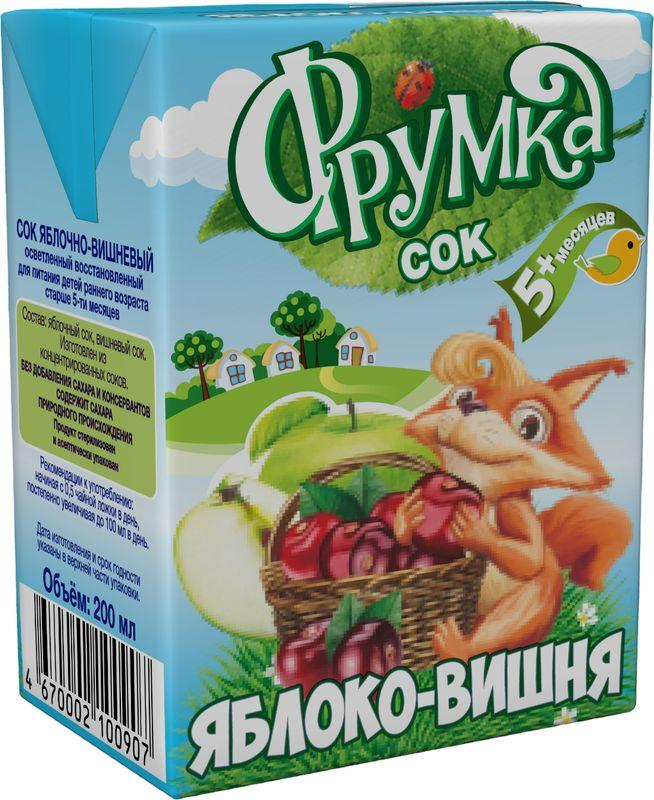 Фрумка
сок
5+ месяцев
СОК ЯБЛОЧНО-ВИШНЕВЫЙ
осветленный восстановленный
для питания детей раннего возраста
старше 5-ти месяцев
Состав: яблочный сок, вишневый сок.
Изготовлен из
концентрированных соков.
БЕЗ ДОБАВЛЕНИЯ САХАРА И КОНСЕРВАНТОВ
СОДЕРЖИТ САХАРА
ПРИРОДНОГО ПРОИСХОЖДЕНИЯ
Продукт стерилизован
и асептически упакован
Рекомендации к употреблению:
начиная с 0,5 чайной ложки в день,
постепенно увеличивая до 100 мл в день.
Дата изготовления и срок годности
указаны в верхней части упаковки.
Объём: 200 мл
4 670002 100907
ЯБЛОКО-ВИШНЯ